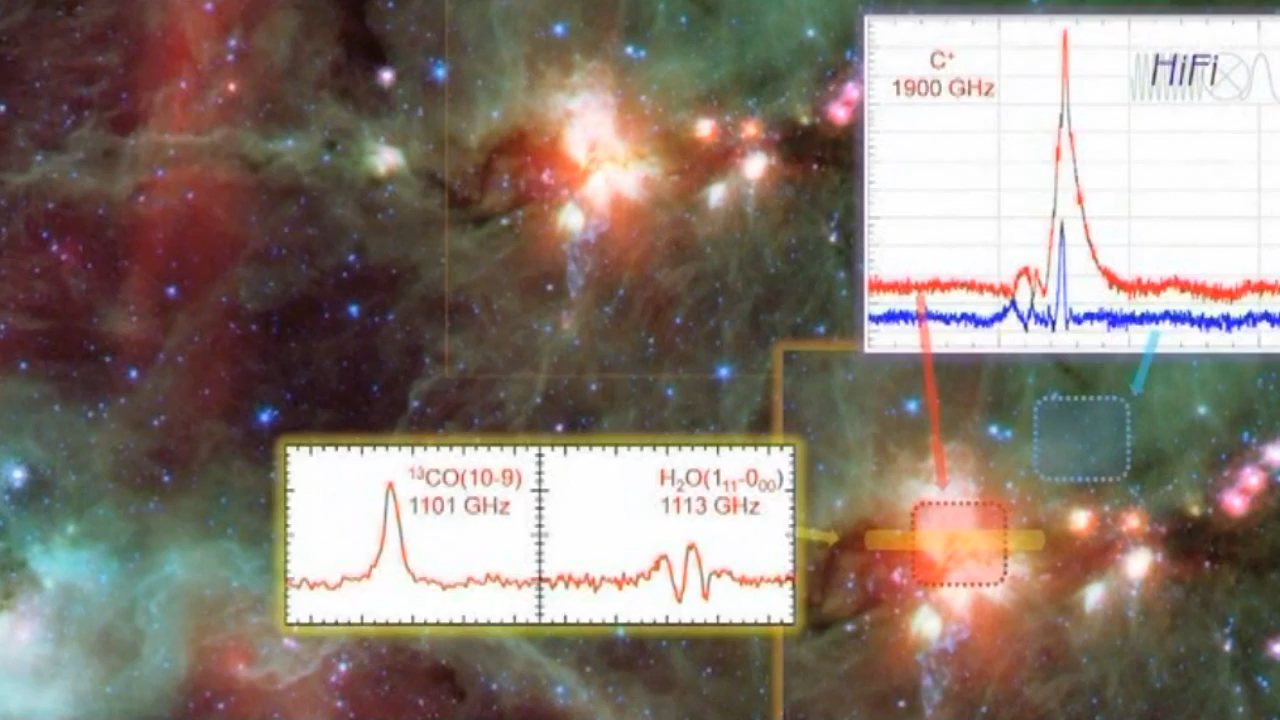 C⁺
1900 GHz
HiFi
¹³CO(10-9)
1101 GHz
H₂O(1₁₁-0₀₀)
1113 GHz